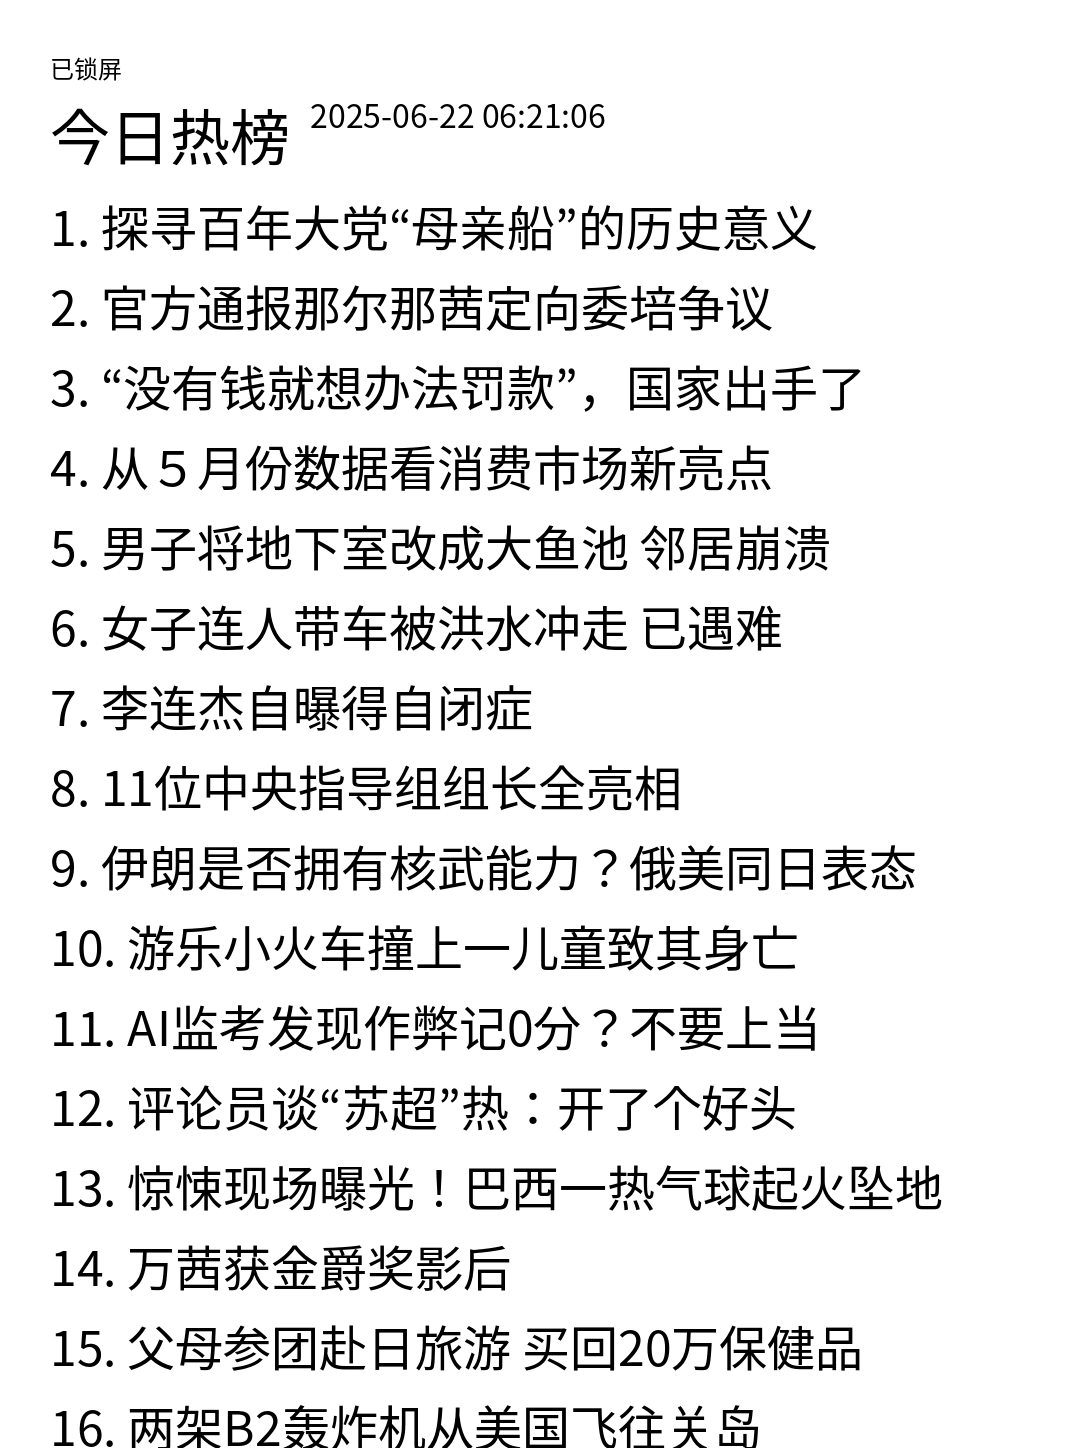 已锁屏
今日热榜 2025-06-22 06:21:06
1. 探寻百年大党“母亲船”的历史意义
2. 官方通报那尔那茜定向委培争议
3. “没有钱就想办法罚款”，国家出手了
4. 从５月份数据看消费市场新亮点
5. 男子将地下室改成大鱼池 邻居崩溃
6. 女子连人带车被洪水冲走 已遇难
7. 李连杰自曝得自闭症
8. 11位中央指导组组长全亮相
9. 伊朗是否拥有核武能力？俄美同日表态
10. 游乐小火车撞上一儿童致其身亡
11. AI监考发现作弊记0分？不要上当
12. 评论员谈“苏超”热：开了个好头
13. 惊悚现场曝光！巴西一热气球起火坠地
14. 万茜获金爵奖影后
15. 父母参团赴日旅游 买回20万保健品
16. 两架B2轰炸机从美国飞往关岛